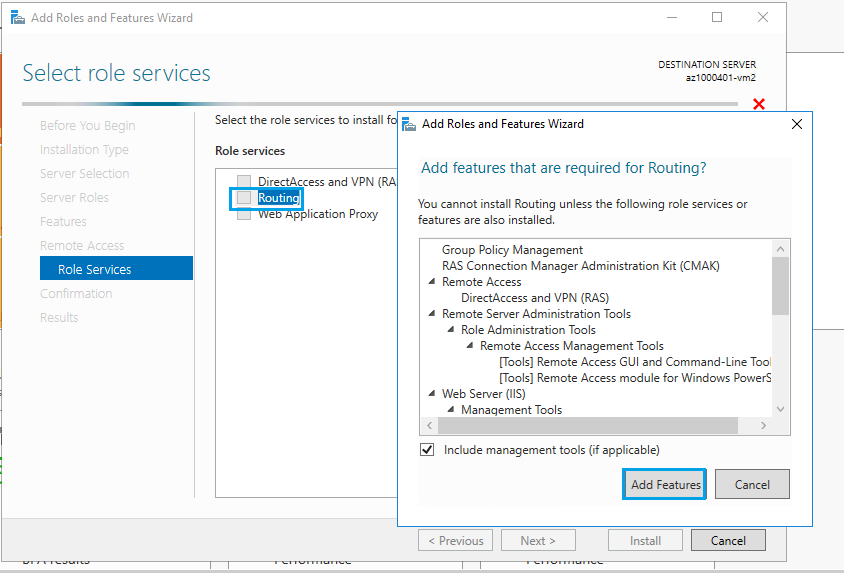 Add Roles and Features Wizard
Select role services
DESTINATION SERVER
az1000401-vm2
Before You Begin
Installation Type
Server Selection
Server Roles
Features
Remote Access
Role Services
Confirmation
Results
Select the role services to install fo
Role services
DirectAccess and VPN (RA
Routing
Web Application Proxy
Add Roles and Features Wizard
Add features that are required for Routing?
You cannot install Routing unless the following role services or
features are also installed.
Group Policy Management
RAS Connection Manager Administration Kit (CMAK)
Remote Access
DirectAccess and VPN (RAS)
Remote Server Administration Tools
Role Administration Tools
Remote Access Management Tools
[Tools] Remote Access GUI and Command-Line Tool
[Tools] Remote Access module for Windows PowerS
Web Server (IIS)
Management Tools
Include management tools (if applicable)
Add Features
Cancel
< Previous
Next >
Install
Cancel
BPA results
Performance
Performance